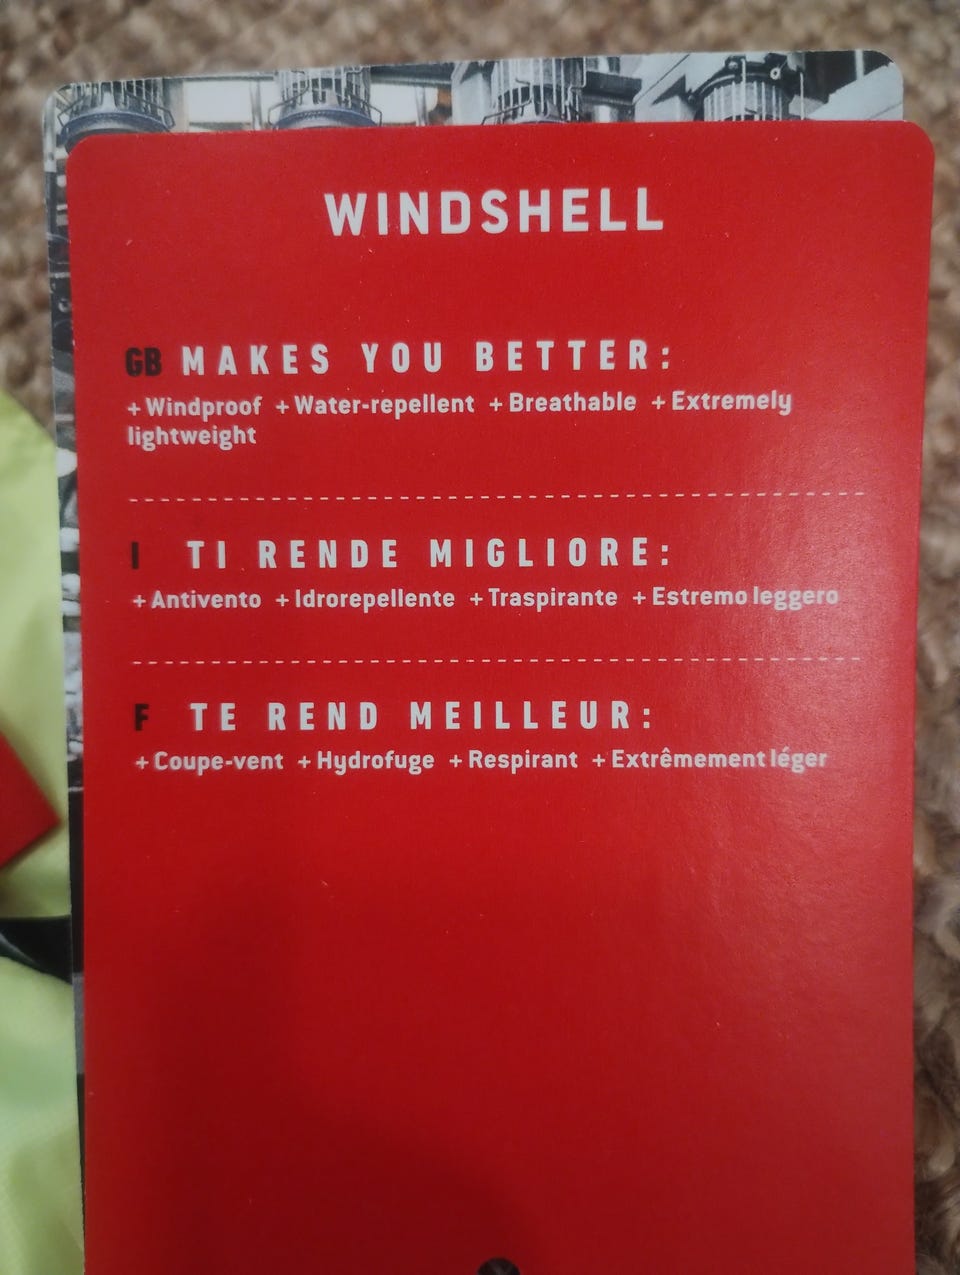 WINDSHELL
GB MAKES YOU BETTER:
+ Windproof + Water-repellent + Breathable + Extremely
lightweight
I TI RENDE MIGLIORE:
+ Antivento + Idrorepellente + Traspirante + Estremo leggero
F TE REND MEILLEUR:
+ Coupe-vent + Hydrofuge + Respirant + Extrêmement léger